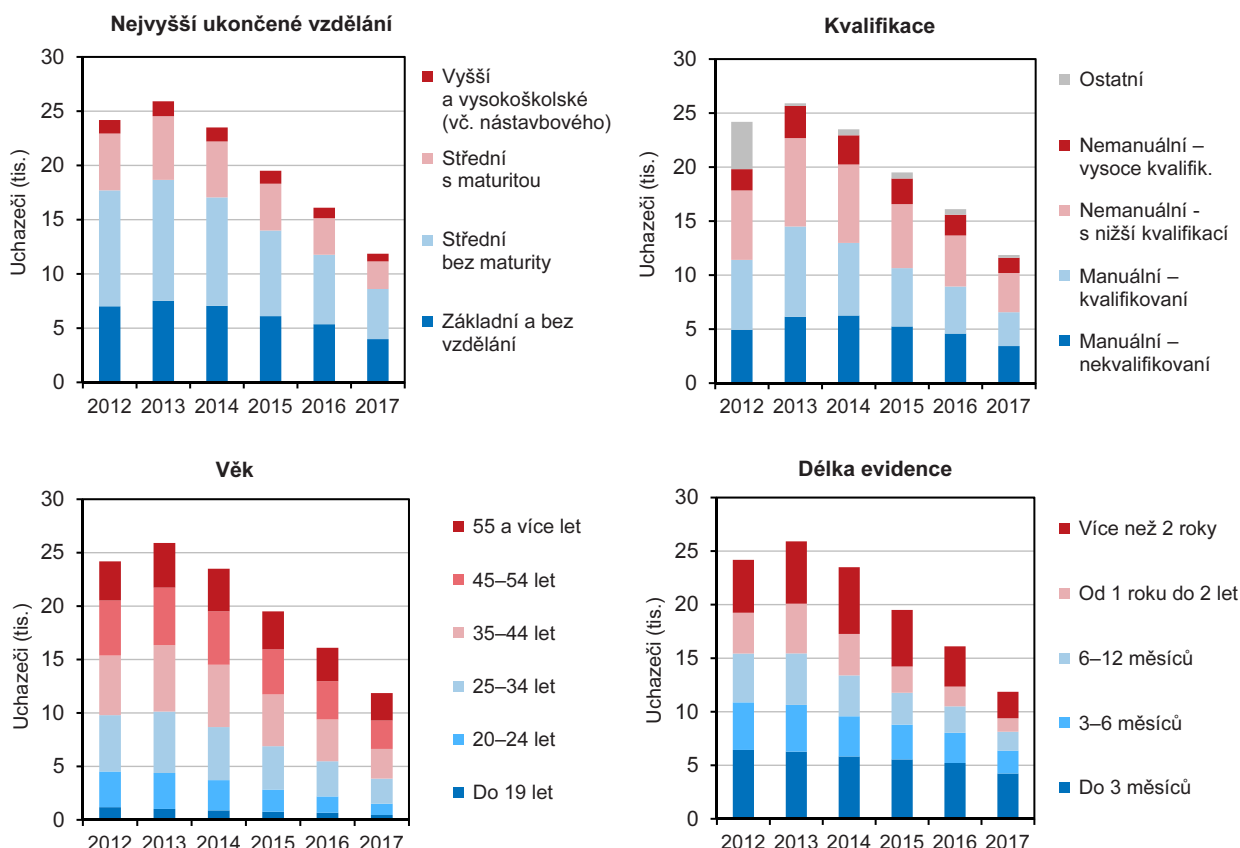 Nejvyšší ukončené vzdělání
Uchazeči (tis.)
30
25
20
15
10
5
0
2012 2013 2014 2015 2016 2017
Vyšší
a vysokoškolské
(vč. nástavbového)
Střední
s maturitou
Střední
bez maturity
Základní a bez
vzdělání
Kvalifikace
Uchazeči (tis.)
30
25
20
15
10
5
0
2012 2013 2014 2015 2016 2017
Ostatní
Nemanuální –
vysoce kvalifik.
Nemanuální -
s nižší kvalifikací
Manuální –
kvalifikovaní
Manuální –
nekvalifikovaní
Věk
Uchazeči (tis.)
30
25
20
15
10
5
0
2012 2013 2014 2015 2016 2017
55 a více let
45–54 let
35–44 let
25–34 let
20–24 let
Do 19 let
Délka evidence
Uchazeči (tis.)
30
25
20
15
10
5
0
2012 2013 2014 2015 2016 2017
Více než 2 roky
Od 1 roku do 2 let
6–12 měsíců
3–6 měsíců
Do 3 měsíců